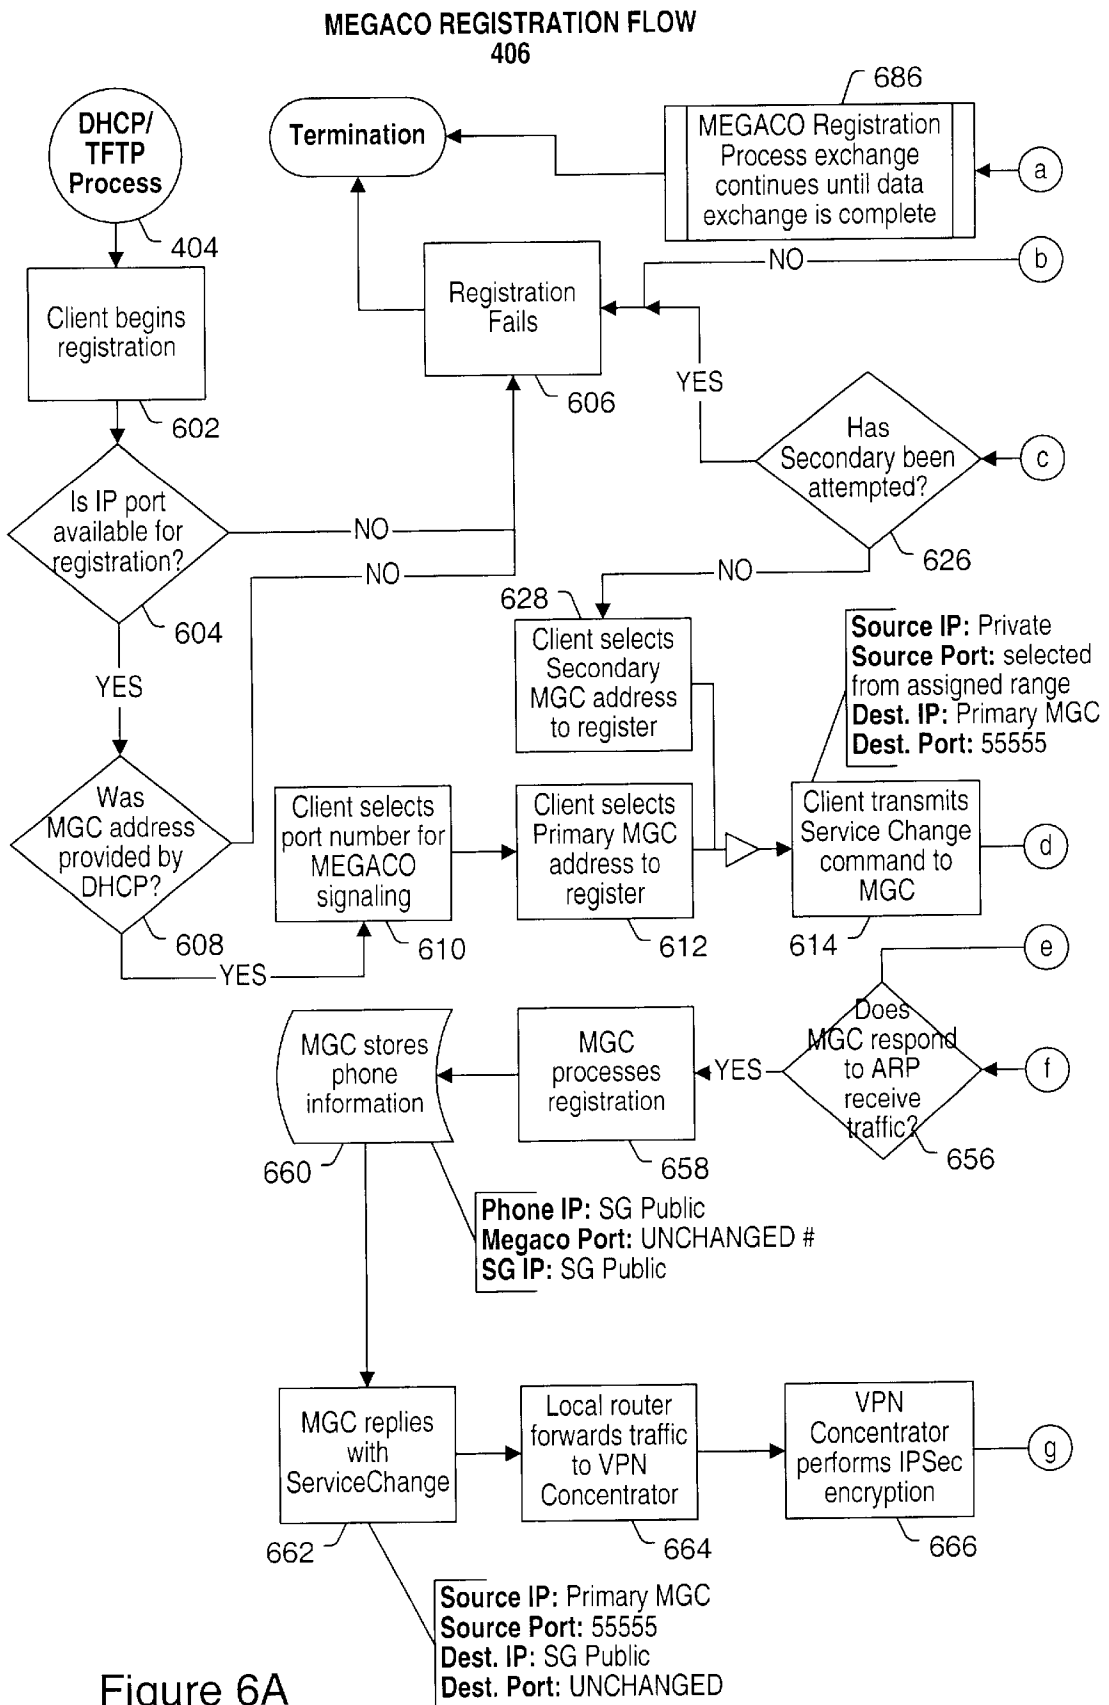 MEGACO REGISTRATION FLOW
406
DHCP/
TFTP
Process
404
Termination
686
MEGACO Registration
Process exchange
continues until data
exchange is complete
a
Client begins
registration
602
Registration
Fails
606
NO
b
YES
Has
Secondary been
attempted?
626
c
Is IP port
available for
registration?
604
NO
NO
NO
628
Client selects
Secondary
MGC address
to register
Source IP: Private
Source Port: selected
from assigned range
Dest. IP: Primary MGC
Dest. Port: 55555
YES
Was
MGC address
provided by
DHCP?
608
YES
Client selects
port number for
MEGACO
signaling
610
Client selects
Primary MGC
address to
register
612
Client transmits
Service Change
command to
MGC
614
d
e
Does
MGC respond
to ARP
receive
traffic?
656
f
YES
MGC
processes
registration
658
MGC stores
phone
information
660
Phone IP: SG Public
Megaco Port: UNCHANGED #
SG IP: SG Public
MGC replies
with
ServiceChange
662
Local router
forwards traffic
to VPN
Concentrator
664
VPN
Concentrator
performs IPSec
encryption
666
g
Source IP: Primary MGC
Source Port: 55555
Dest. IP: SG Public
Dest. Port: UNCHANGED
Figure 6A